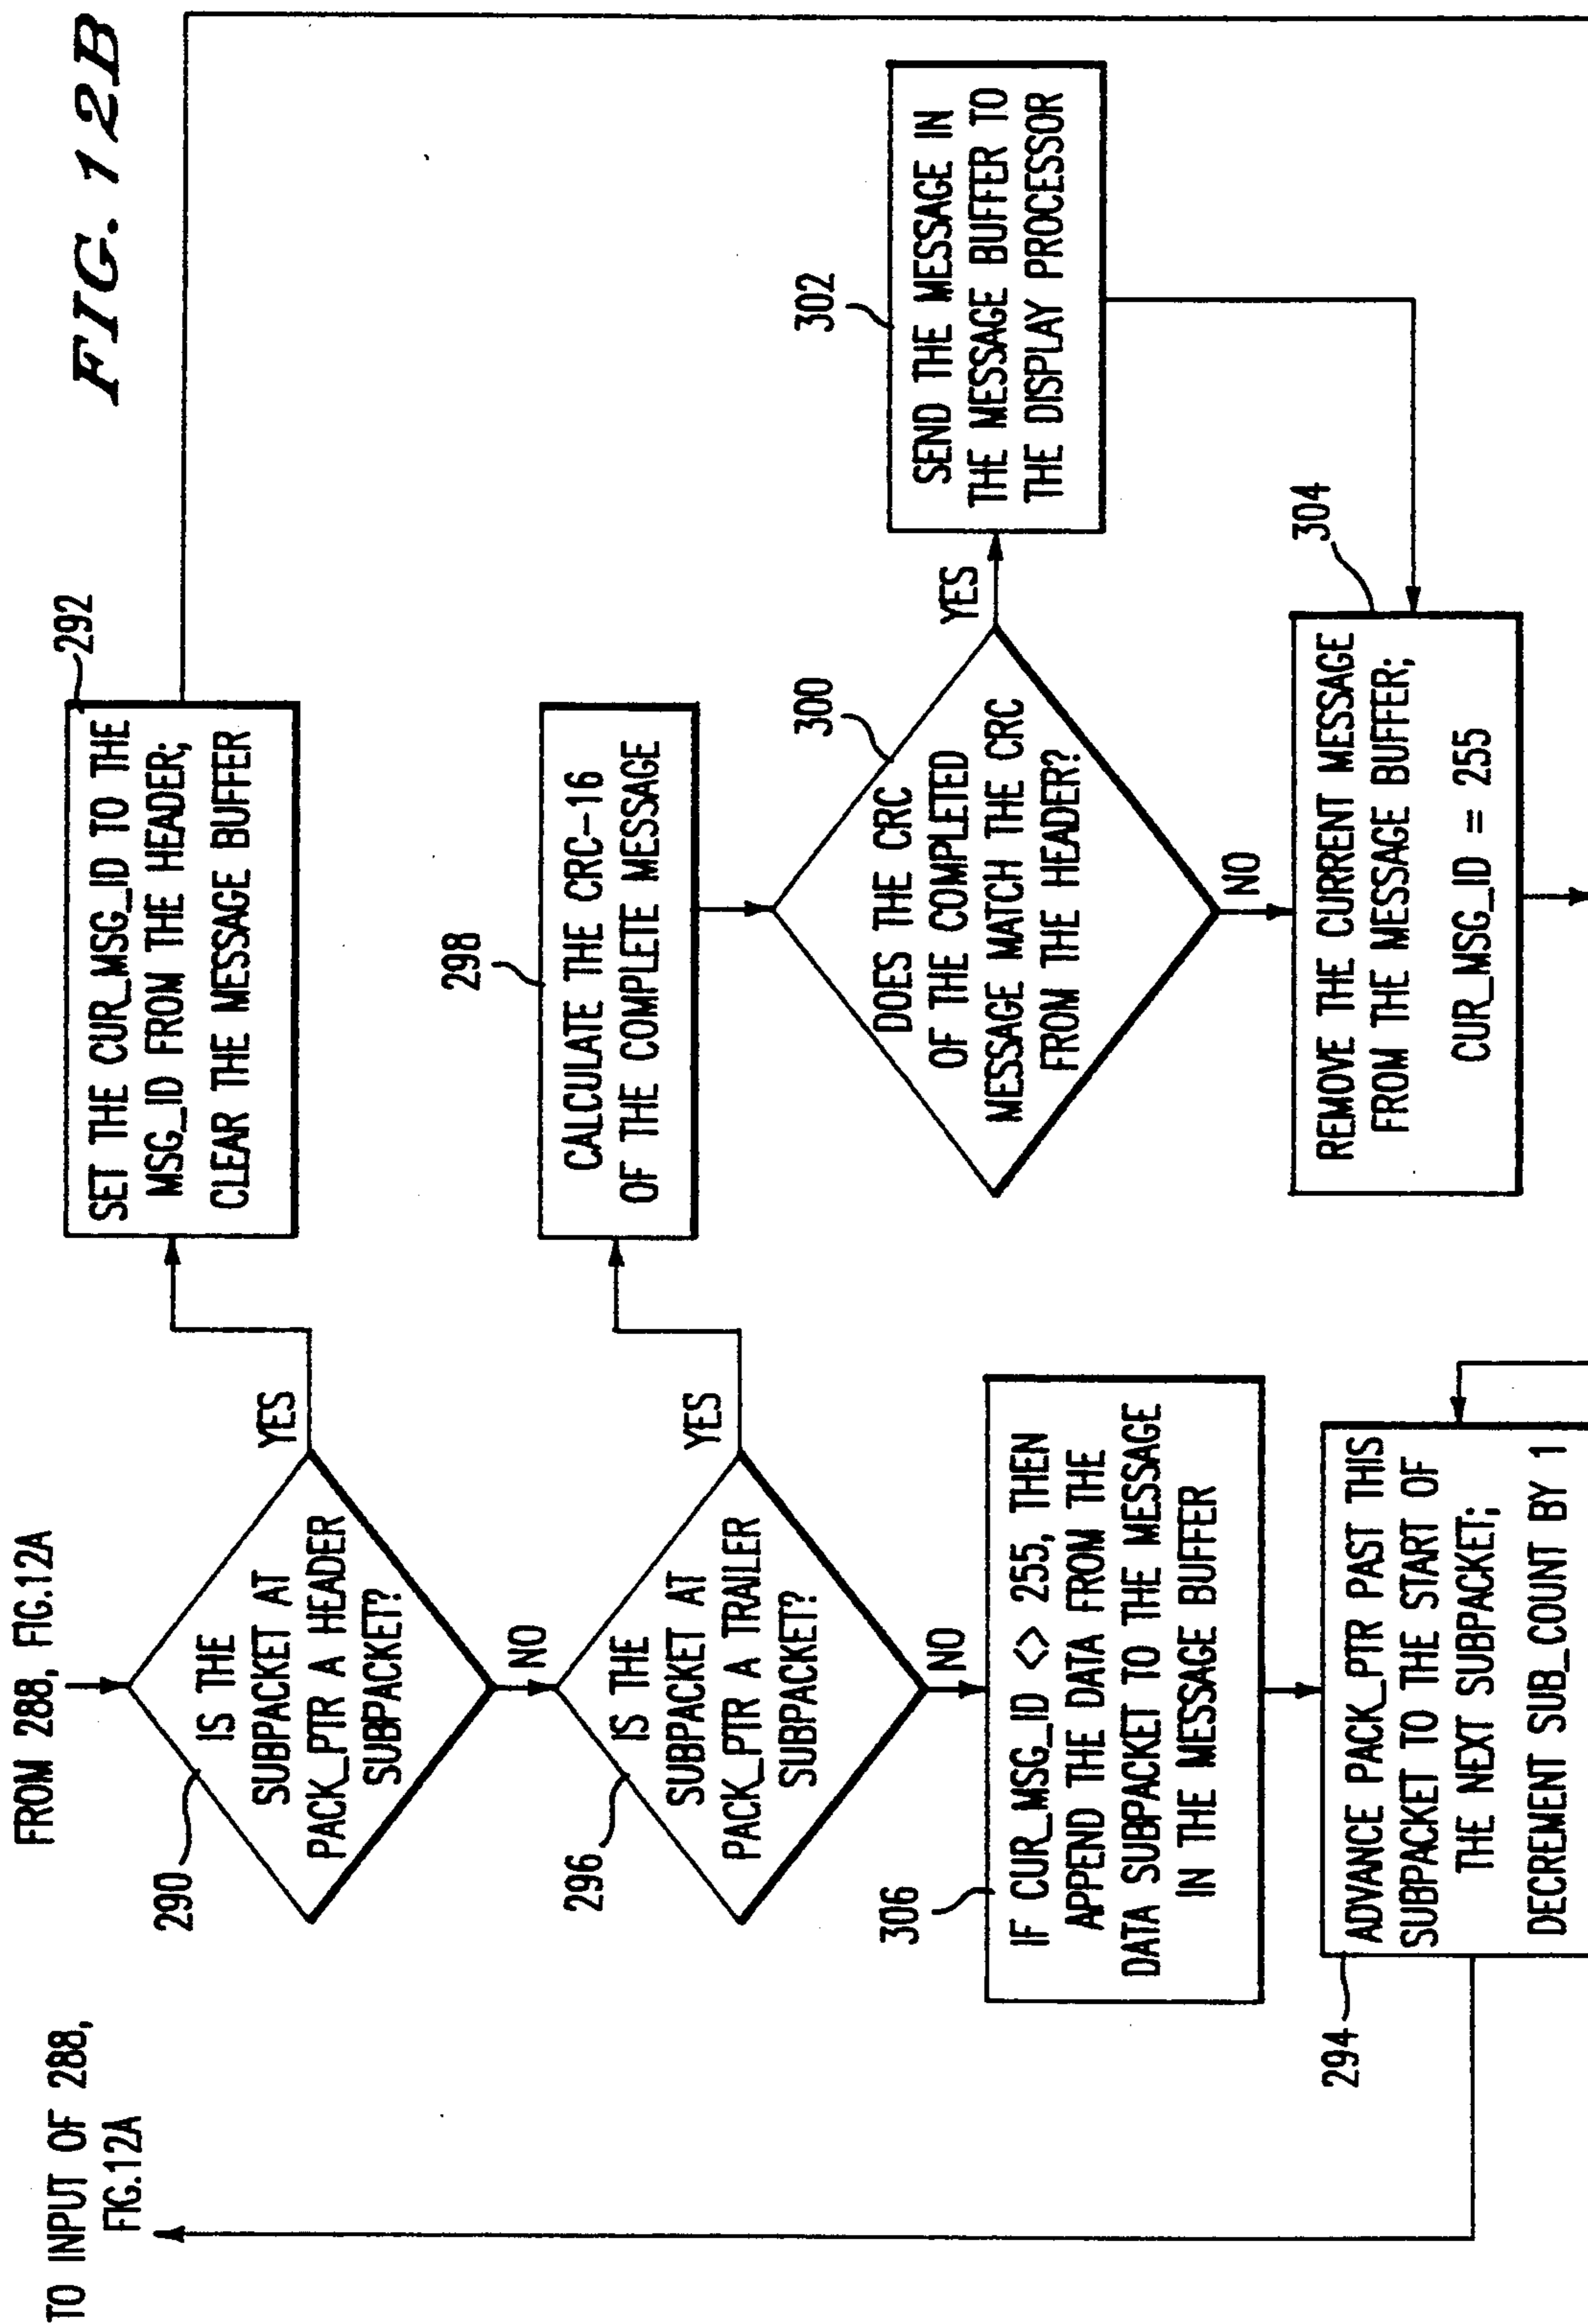 FIG. 12B
TO INPUT OF 288,
FIG.12A
FROM 288, FIG.12A
290
IS THE
SUBPACKET AT
PACK_PTR A HEADER
SUBPACKET?
YES
NO
292
SET THE CUR_MSG_ID TO THE
MSG_ID FROM THE HEADER;
CLEAR THE MESSAGE BUFFER
296
IS THE
SUBPACKET AT
PACK_PTR A TRAILER
SUBPACKET?
YES
NO
298
CALCULATE THE CRC-16
OF THE COMPLETE MESSAGE
300
DOES THE CRC
OF THE COMPLETED
MESSAGE MATCH THE CRC
FROM THE HEADER?
YES
NO
302
SEND THE MESSAGE IN
THE MESSAGE BUFFER TO
THE DISPLAY PROCESSOR
304
REMOVE THE CURRENT MESSAGE
FROM THE MESSAGE BUFFER;
CUR_MSG_ID = 255
306
IF CUR_MSG_ID <> 255, THEN
APPEND THE DATA FROM THE
DATA SUBPACKET TO THE MESSAGE
IN THE MESSAGE BUFFER
294
ADVANCE PACK_PTR PAST THIS
SUBPACKET TO THE START OF
THE NEXT SUBPACKET;
DECREMENT SUB_COUNT BY 1